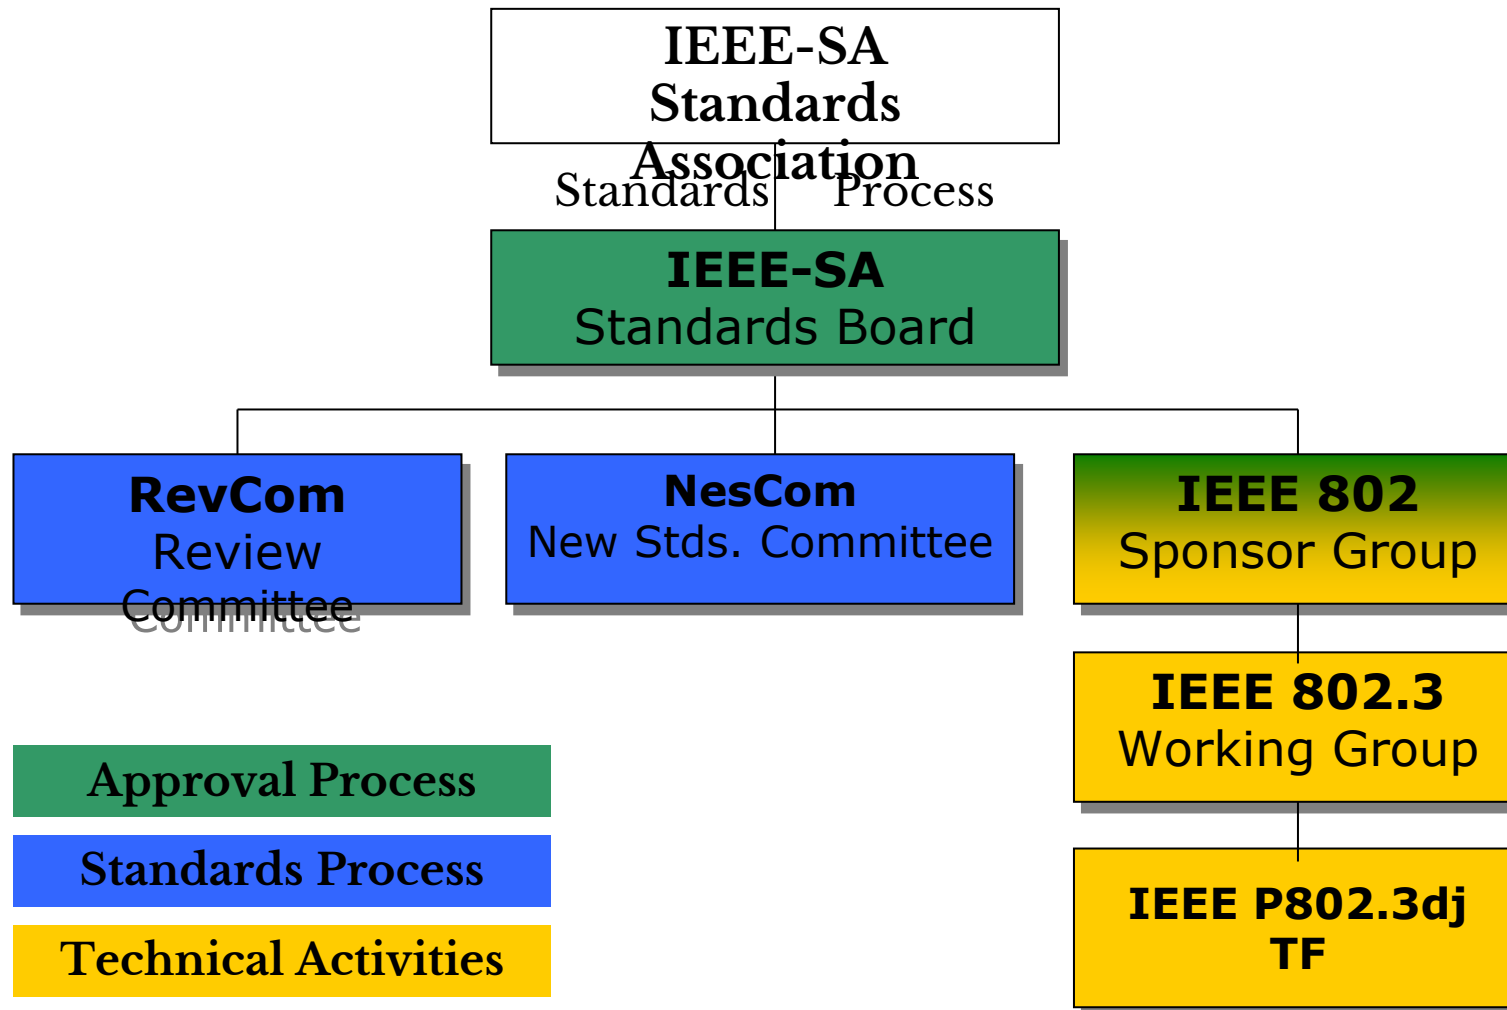 IEEE-SA
Standards
Association
Standards Process
IEEE-SA
Standards Board
RevCom
Review
Committee
NesCom
New Stds. Committee
IEEE 802
Sponsor Group
IEEE 802.3
Working Group
IEEE P802.3dj
TF
Approval Process
Standards Process
Technical Activities